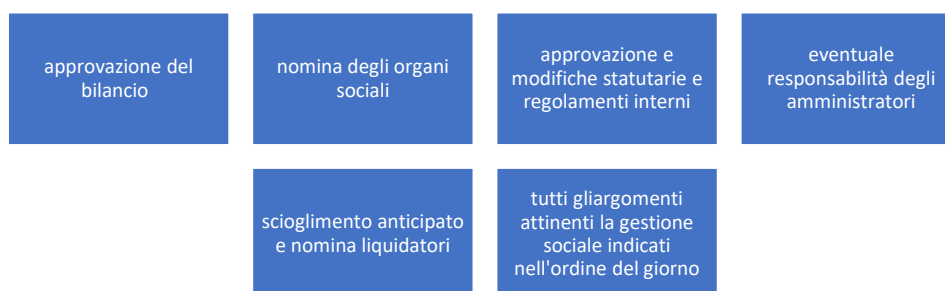 approvazione del
bilancio
nomina degli organi
sociali
approvazione e
modifiche statutarie e
regolamenti interni
eventuale
responsabilità degli
amministratori
scioglimento anticipato
e nomina liquidatori
tutti gliargomenti
attinenti la gestione
sociale indicati
nell'ordine del giorno